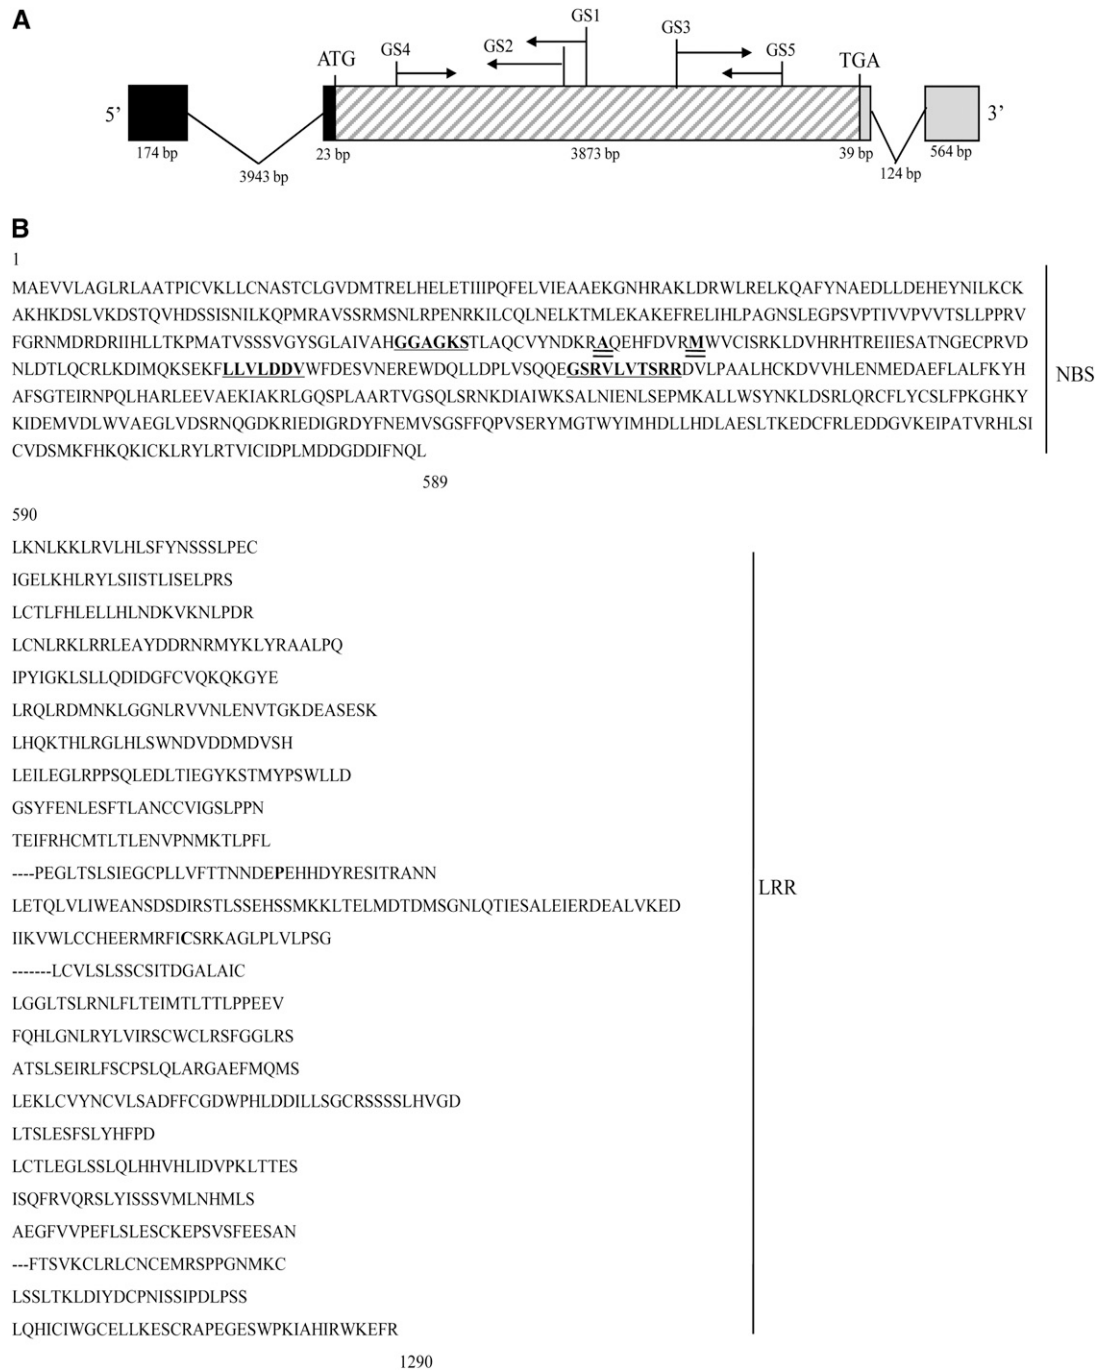 A
GS1
GS3
GS2
GS4
GS5
ATG
TGA
5’
3’
174 bp
23 bp
3873 bp
39 bp
564 bp
3943 bp
124 bp
B
1
MAEVVLAGLRLAATPICVKLLCNASTCLGVDMTRELHELETIIIPQFELVIEAAEKGNHRAKLDRWLRELKQAFYNAEDLLDEHEYNILKCK
AKHKDSLVKDSTQVHDSSISNILKQPMRAVSSRMSNLRPENRKILCQLNELKTMLEKAKEFRELIHLPAGNSLEGPSVPTIVVPVVTSLLPPRV
FGRNMDRDRIIHLLTKPMATVSSSVGYSGLAIVAHGGAGKSTLAQCVYNDKRAQEHFDVRMWVCISRKLDVHRHTREIIESATNGECPRVD
NLDTLQCRLKDIMQKSEKFLLVLDDVWFDESVNEREWDQLLDPLVSQQEGSRVLVTSRRDVLPAALHCKDVVHLENMEDAEFLALFKYH
AFSGTEIRNPQLHARLEEVAEKIAKRLGQSPLAARTVGSQLSRNKDIAIWKSALNIENLSEPMKALLWSYNKLDSRLQRCFLYCSLFPKGHKY
KIDEMVDLWVAEGLVDSRNQGDKRIEDIGRDYFNEMVSGSFFQPVSERYMGTWYIMHDLLHDLAESLTKEDCFRLEDDGVKEIPATVRHLSI
CVDSMKFHKQKICKLRYLRTVICIDPLMDDGDDIFNQL
NBS
589
590
LKNLKKLRVLHLSFYNSSSLPEC
IGELKHLRYLSIISTLISELPRS
LCTLFHLELLHLNDKVKNLPDR
LCNLRKLRRLEAYDDRNRMYKLYRAALPQ
IPYIGKLSLLQDIDGFCVQKQKGYE
LRQLRDMNKLGGNLRVVNLENVTGKDEASESK
LHQKTHLRGLHLSWNDVDDMDVSH
LEILEGLRPPSQLEDLTIEGYKSTMYPSWLLD
GSYFENLESFTLANCCVIGSLPPN
TEIFRHCMTLTLENVPNMKTLPFL
----PEGLTSLSIEGCPLLVFTTNNDEPEHHDYRESITRANN
LETQLVLIWEANSDSDIRSTLSSEHSSMKKLTELMDTDMSGNLQTIESALEIERDEALVKED
IIKVWLCCHEERMRFICSRKAGLPLVLPSG
-------LCVLSLSSCSITDGALAIC
LGGLTSLRNLFLTEIMTLTTLPPEEV
FQHLGNLRYLVIRSCWCLRSFGGLRS
ATSLSEIRLFSCPSLQLARGAEFMQMS
LEKLCVYNCVLSADFFCGDWPHLDDILLSGCRSSSSLHVGD
LTSLESFSLYHFPD
LCTLEGLSSLQLHHVHLIDVPKLTTES
ISQFRVQRSLYISSSVMLNHMLS
AEGFVVPEFLSLESCKEPSVSFEESAN
---FTSVKCLRLCNCEMRSPPGNMKC
LSSLTKLDIYDCPNISSIPDLPSS
LQHICIWGCELLKESCRAPEGESWPKIAHIRWKEFR
LRR
1290